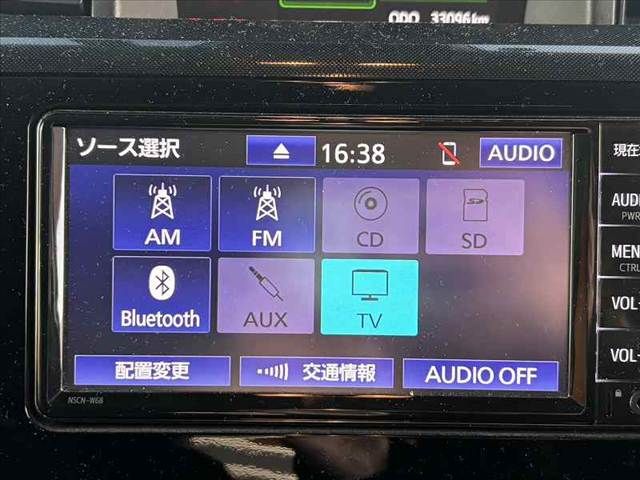 ODO 33096km
ソース選択 16:38 AUDIO
現在
AM FM CD SD
AUDI
PWR
Bluetooth AUX TV
MEN
CTRL
VOL
VOL
配置変更 交通情報 AUDIO OFF
NSCN-W68